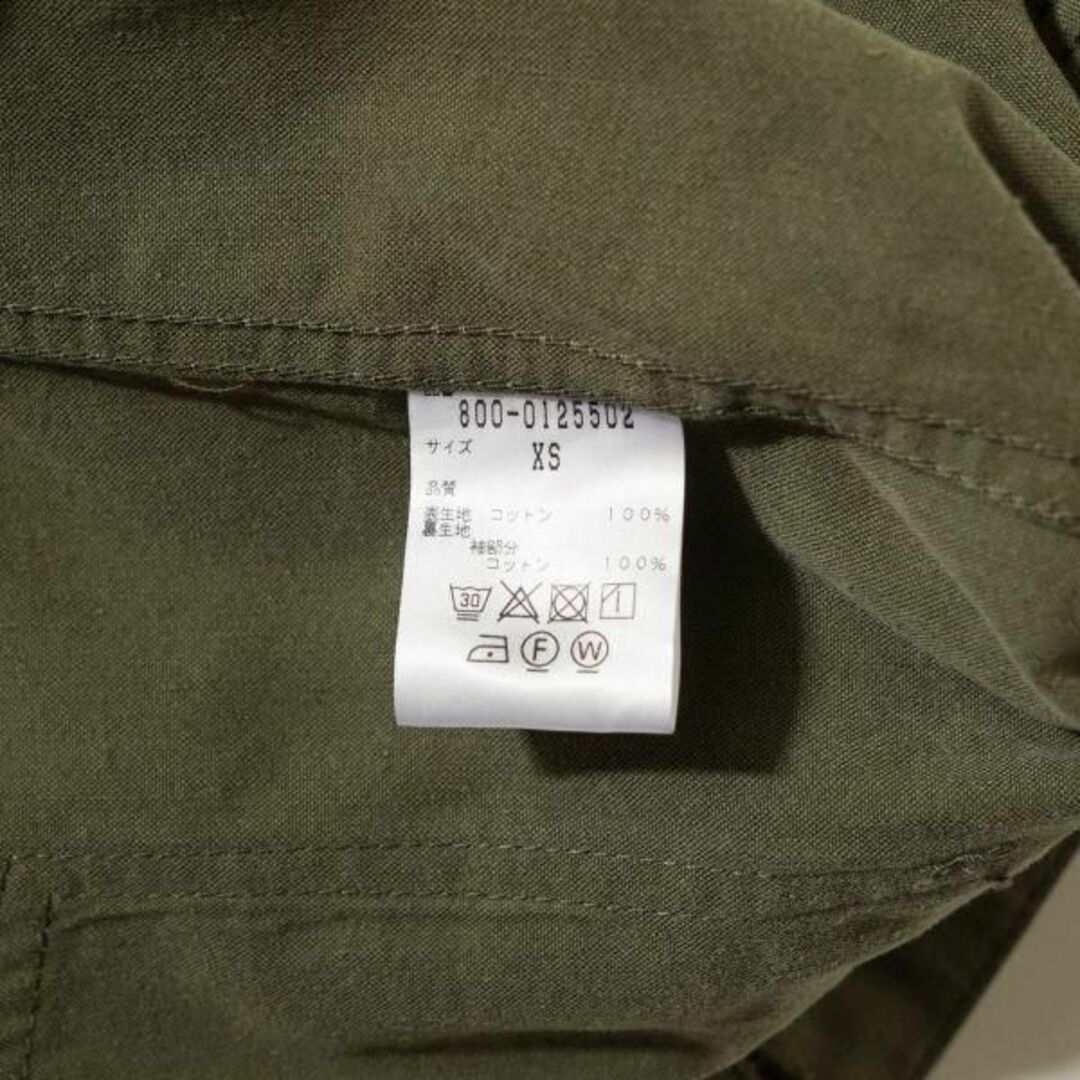 800-0125502
サイズ XS
品質
表生地 コットン 100%
裏生地
袖部分
コットン 100%
30
F W